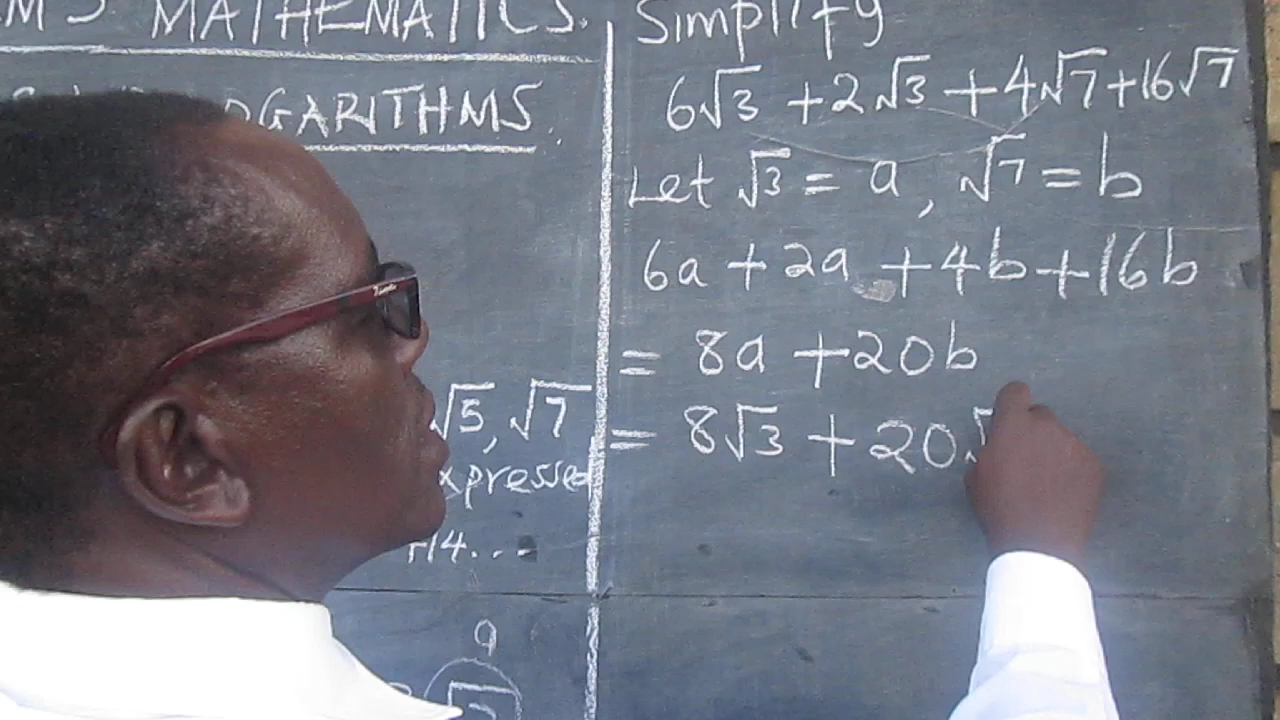 MATHEMATICS.
GARITHMS.
√5, √7
xpressed
414...
9
Simplify
6√3 + 2√3 + 4√7 + 16√7
Let √3 = a, √7 = b
6a + 2a + 4b + 16b
= 8a + 20b
= 8√3 + 20√